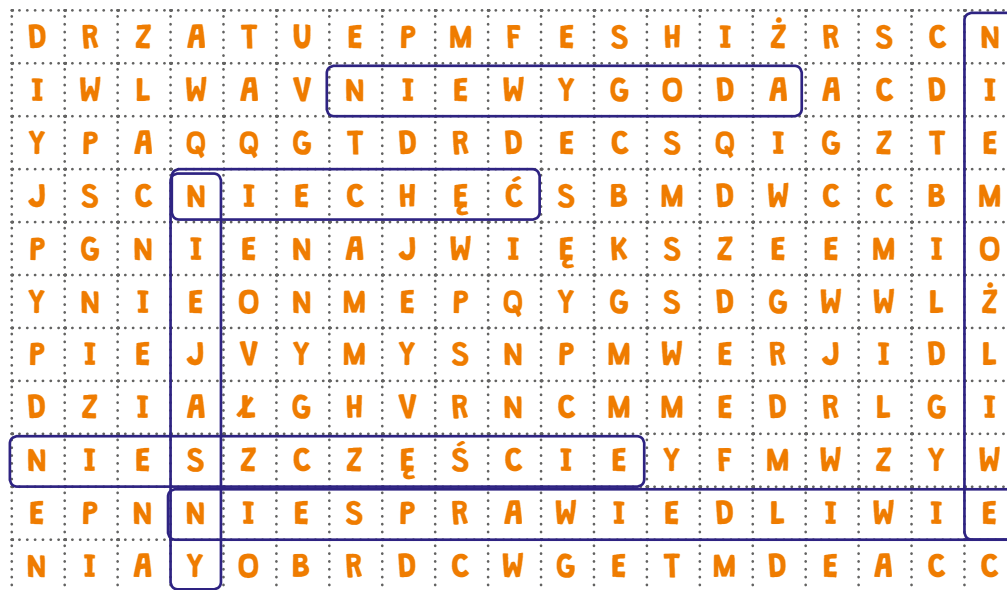 D R Z A T U E P M F E S H I Ż R S C N
I W L W A V N I E W Y G O D A A C D I
Y P A Q Q G T D R D E C S Q I G Z T E
J S C N I E C H Ę Ć S B M D W C C B M
P G N I E N A J W I Ę K S Z E E M I O
Y N I E O N M E P Q Y G S D G W W L Ż
P I E J V Y M Y S N P M W E R J I D L
D Z I A Ł G H V R N C M M E D R L G I
N I E S Z C Z Ę Ś C I E Y F M W Z Y W
E P N N I E S P R A W I E D L I W I E
N I A Y O B R D C W G E T M D E A C C